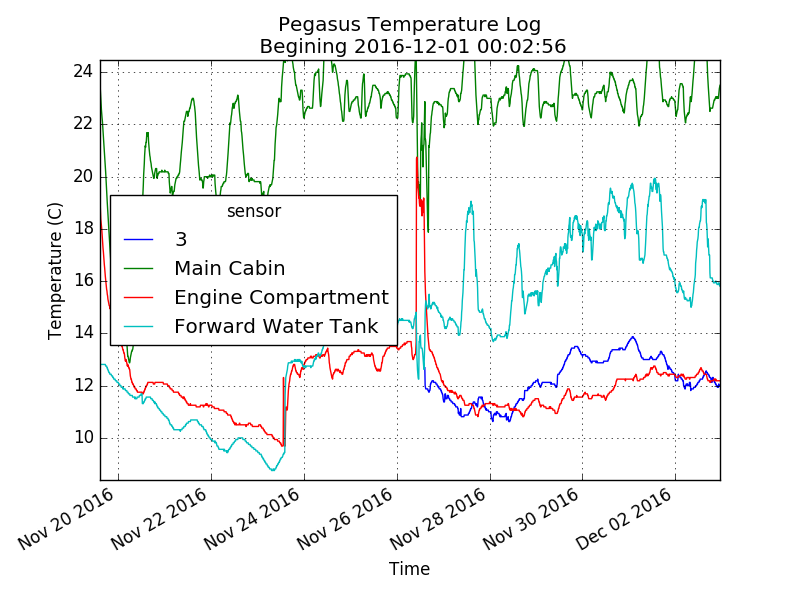 Pegasus Temperature Log
Begining 2016-12-01 00:02:56
Temperature (C)
24
22
20
18
16
14
12
10
sensor
3
Main Cabin
Engine Compartment
Forward Water Tank
Nov 20 2016
Nov 22 2016
Nov 24 2016
Nov 26 2016
Nov 28 2016
Nov 30 2016
Dec 02 2016
Time